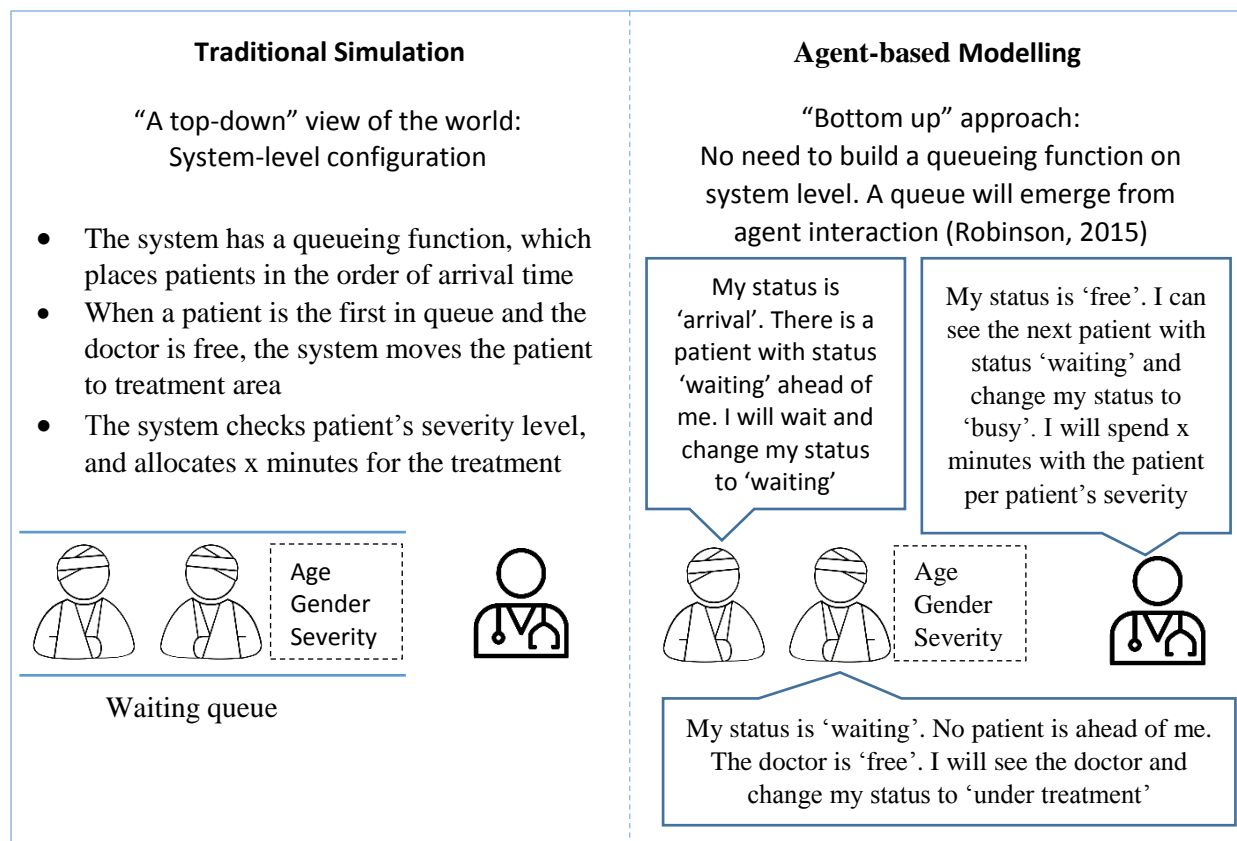 Traditional Simulation
“A top-down” view of the world:
System-level configuration
• The system has a queueing function, which
places patients in the order of arrival time
• When a patient is the first in queue and the
doctor is free, the system moves the patient
to treatment area
• The system checks patient’s severity level,
and allocates x minutes for the treatment
Age
Gender
Severity
Waiting queue
Agent-based Modelling
“Bottom up” approach:
No need to build a queueing function on
system level. A queue will emerge from
agent interaction (Robinson, 2015)
My status is
‘arrival’. There is a
patient with status
‘waiting’ ahead of
me. I will wait and
change my status
to ‘waiting’
My status is ‘free’. I can
see the next patient with
status ‘waiting’ and
change my status to
‘busy’. I will spend x
minutes with the patient
per patient’s severity
Age
Gender
Severity
My status is ‘waiting’. No patient is ahead of me.
The doctor is ‘free’. I will see the doctor and
change my status to ‘under treatment’